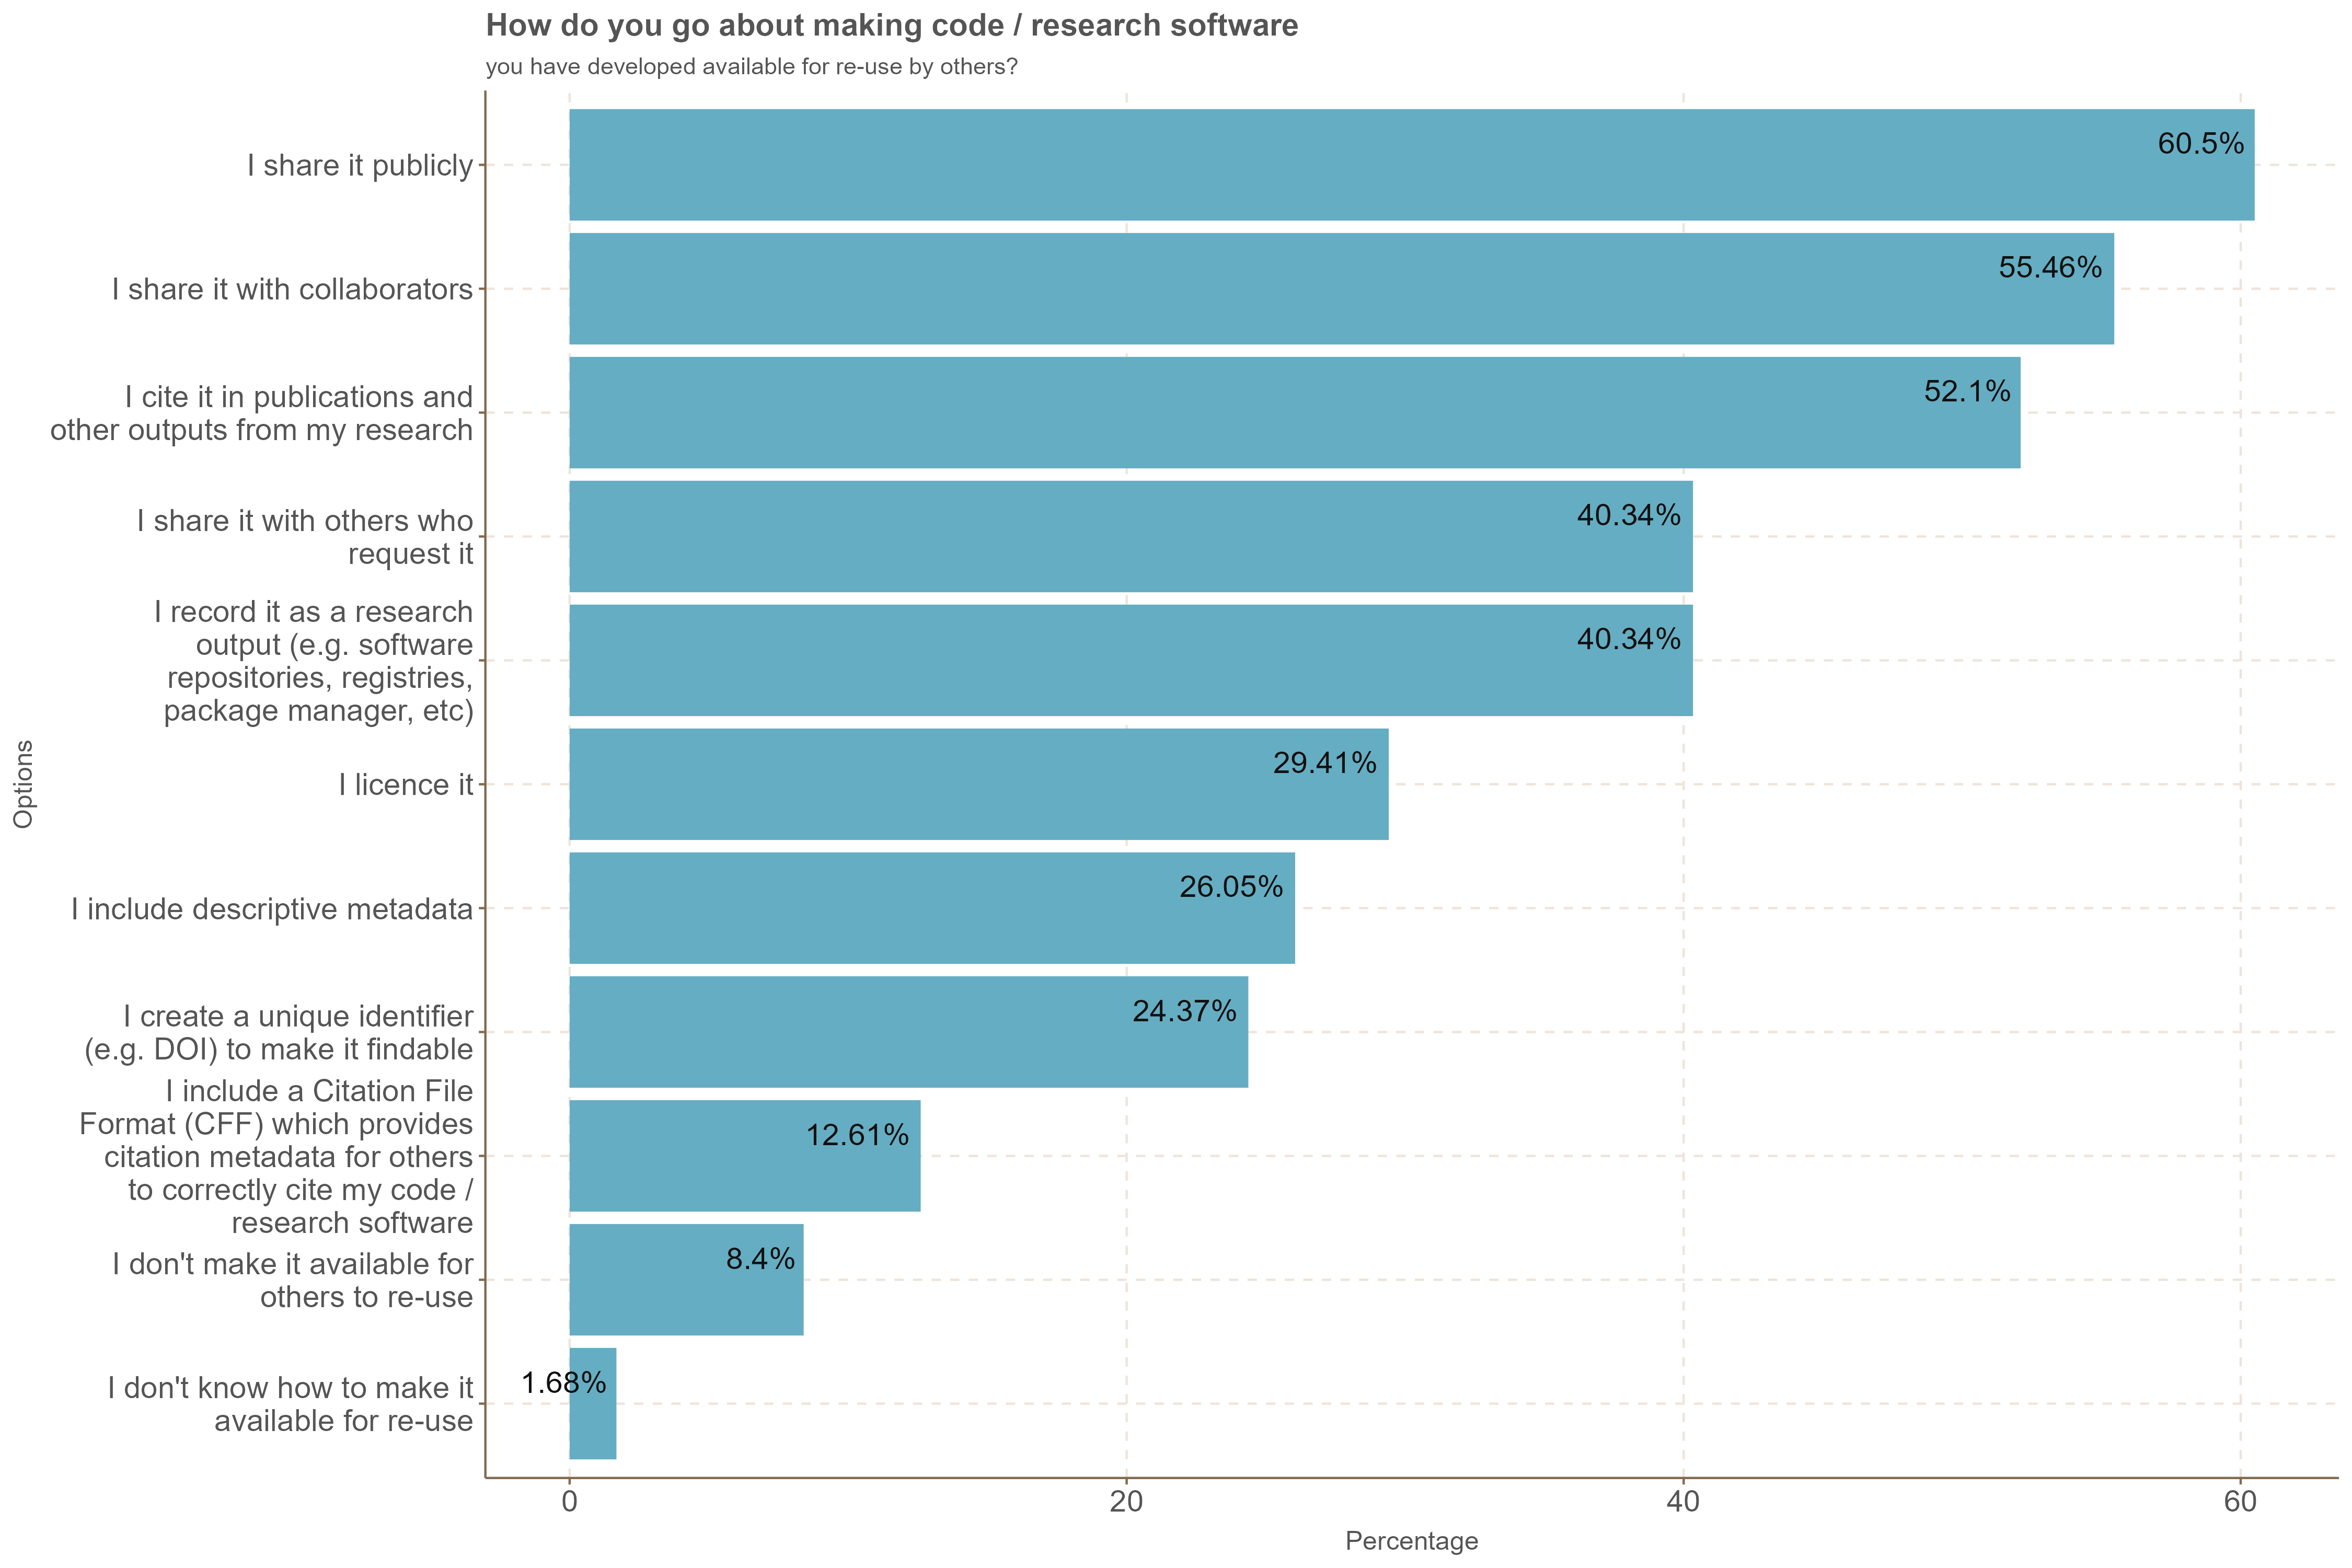 How do you go about making code / research software
you have developed available for re-use by others?
I share it publicly
60.5%
I share it with collaborators
55.46%
I cite it in publications and
other outputs from my research
52.1%
I share it with others who
request it
40.34%
I record it as a research
output (e.g. software
repositories, registries,
package manager, etc)
40.34%
I licence it
29.41%
I include descriptive metadata
26.05%
I create a unique identifier
(e.g. DOI) to make it findable
24.37%
I include a Citation File
Format (CFF) which provides
citation metadata for others
to correctly cite my code /
research software
12.61%
I don't make it available for
others to re-use
8.4%
I don't know how to make it
available for re-use
1.68%
Options
0
20
40
60
Percentage